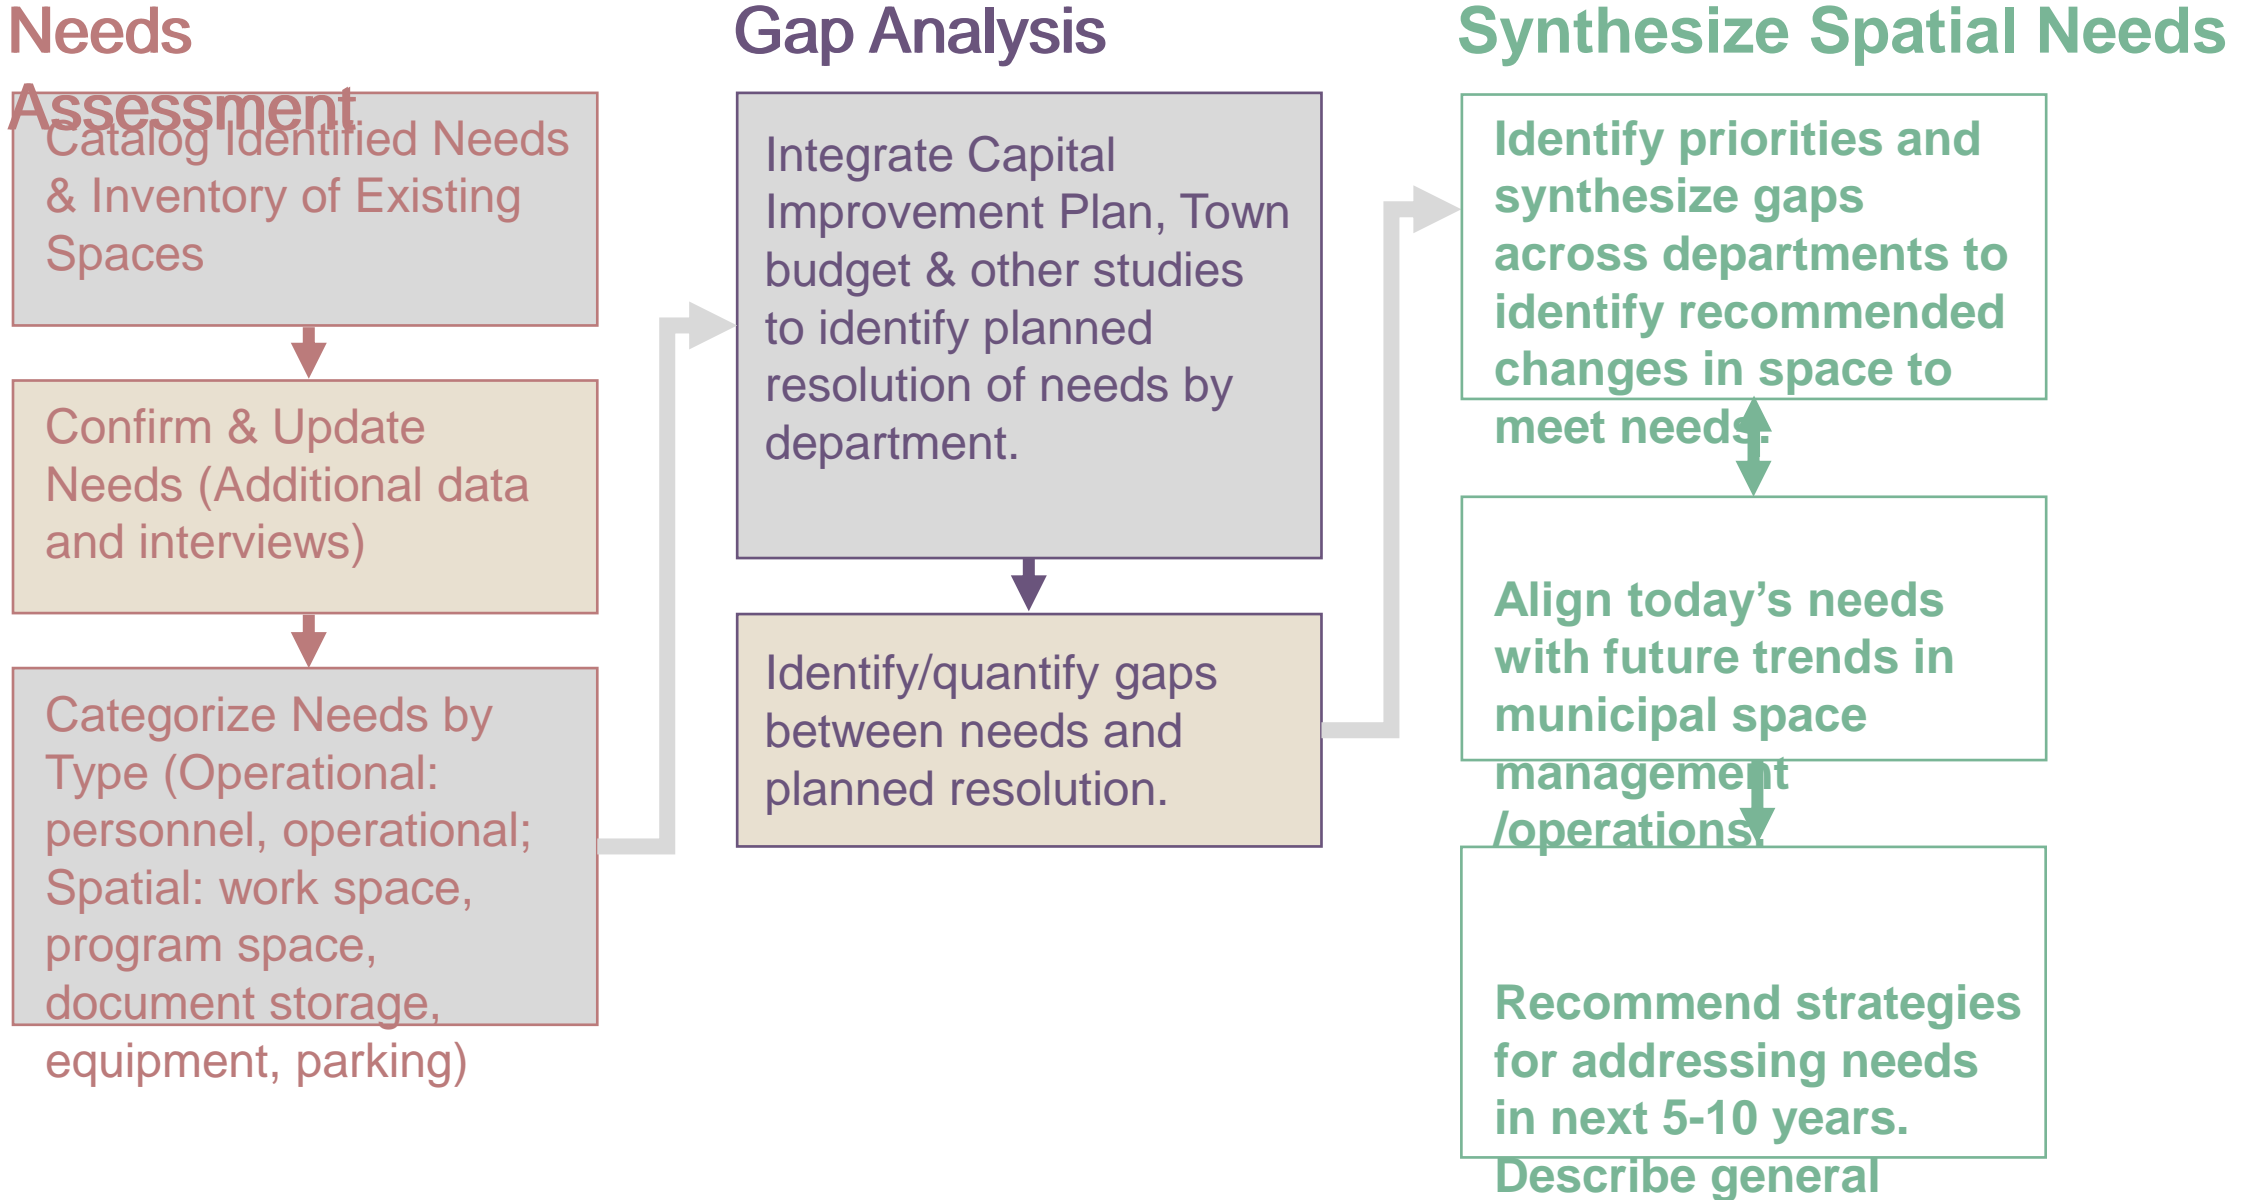 Needs
Assessment
Catalog Identified Needs
& Inventory of Existing
Spaces
Confirm & Update
Needs (Additional data
and interviews)
Categorize Needs by
Type (Operational:
personnel, operational;
Spatial: work space,
program space,
document storage,
equipment, parking)
Gap Analysis
Integrate Capital
Improvement Plan, Town
budget & other studies
to identify planned
resolution of needs by
department.
Identify/quantify gaps
between needs and
planned resolution.
Synthesize Spatial Needs
Identify priorities and
synthesize gaps
across departments to
identify recommended
changes in space to
meet needs.
Align today’s needs
with future trends in
municipal space
management
/operations.
Recommend strategies
for addressing needs
in next 5-10 years.
Describe general